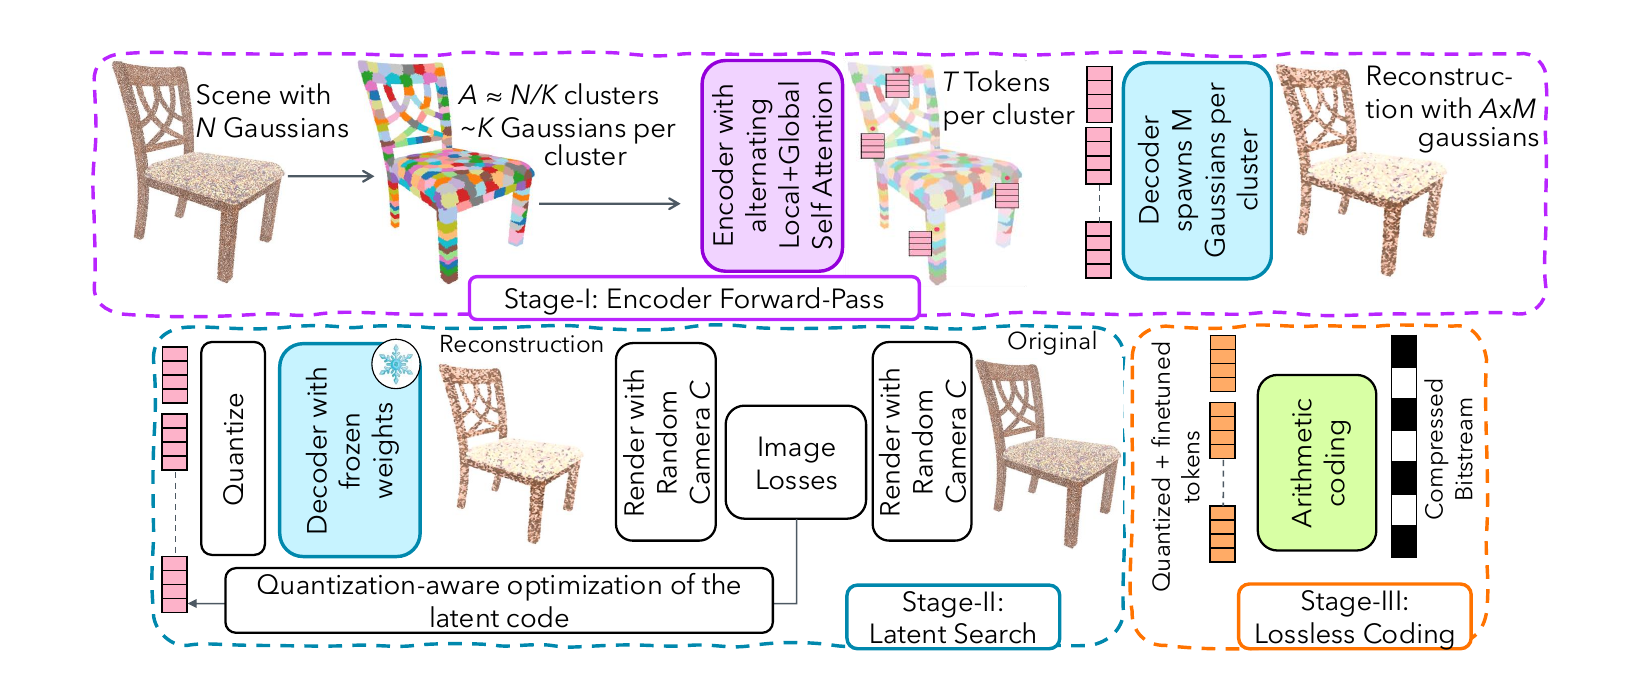 Scene with
N Gaussians
A ≈ N/K clusters
~K Gaussians per
cluster
Encoder with
alternating
Local+Global
Self Attention
T Tokens
per cluster
Decoder
spawns M
Gaussians per
cluster
Reconstruc-
tion with AxM
gaussians
Stage-I: Encoder Forward-Pass
Quantize
Decoder with
frozen
weights
Reconstruction
Render with
Random
Camera C
Image
Losses
Render with
Random
Camera C
Original
Quantization-aware optimization of the
latent code
Stage-II:
Latent Search
Quantized + finetuned
tokens
Arithmetic
coding
Compressed
Bitstream
Stage-III:
Lossless Coding